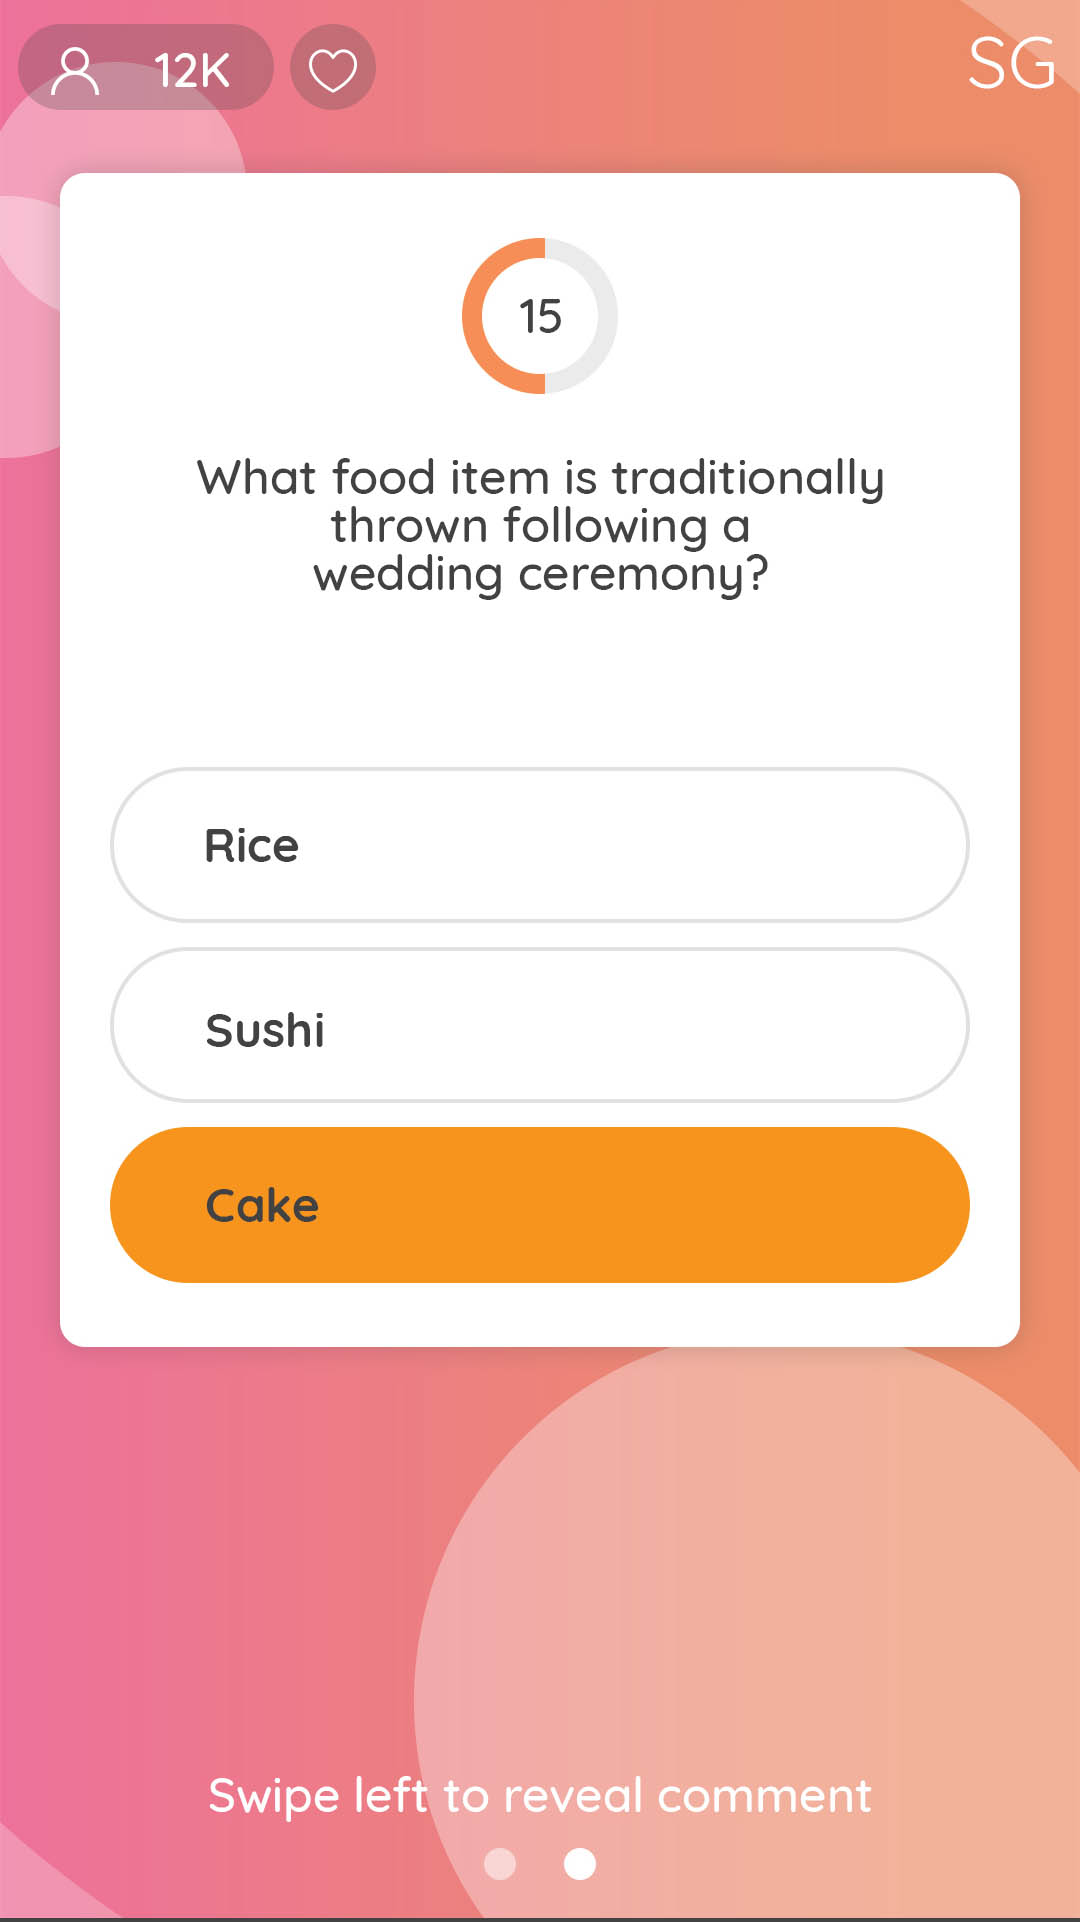 12K
SG
15
What food item is traditionally
thrown following a
wedding ceremony?
Rice
Sushi
Cake
Swipe left to reveal comment